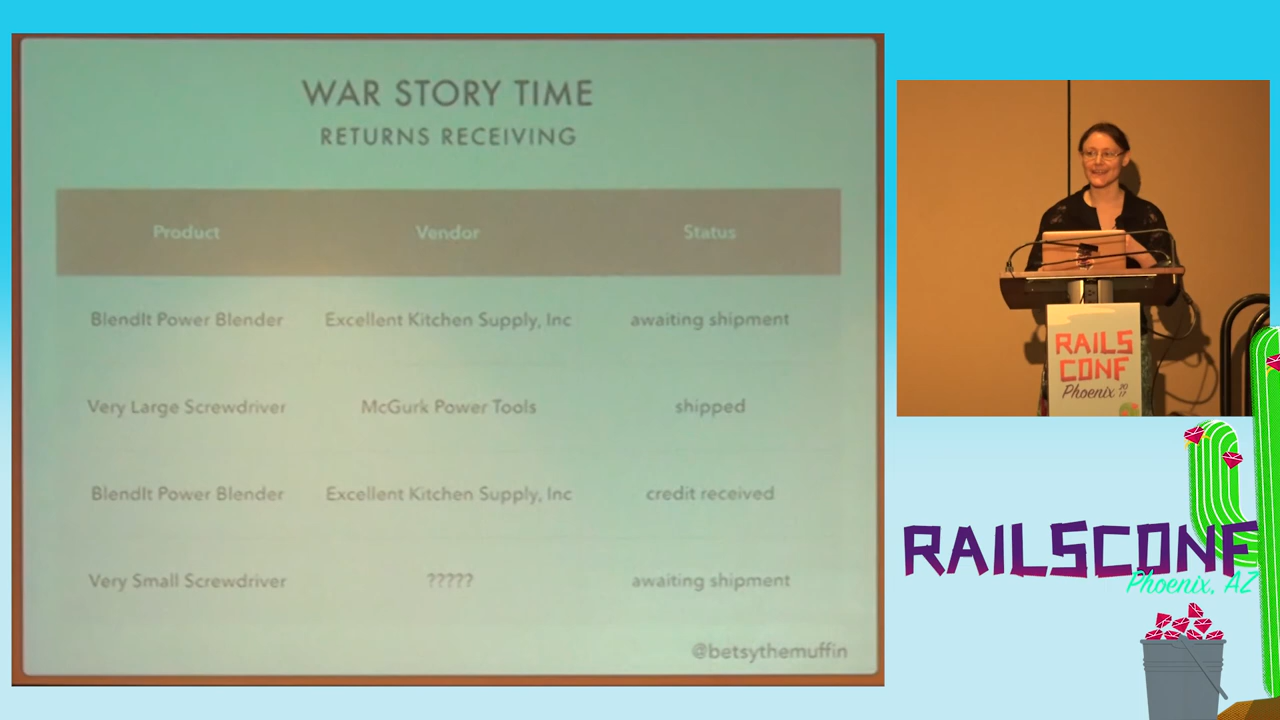 WAR STORY TIME
RETURNS RECEIVING
Product Vendor Status
BlendIt Power Blender Excellent Kitchen Supply, Inc awaiting shipment
Very Large Screwdriver McGurk Power Tools shipped
BlendIt Power Blender Excellent Kitchen Supply, Inc credit received
Very Small Screwdriver ????? awaiting shipment
@betsythemuffin
RAILS
CONF
Phoenix 20
17
RAILSCONF
Phoenix, AZ